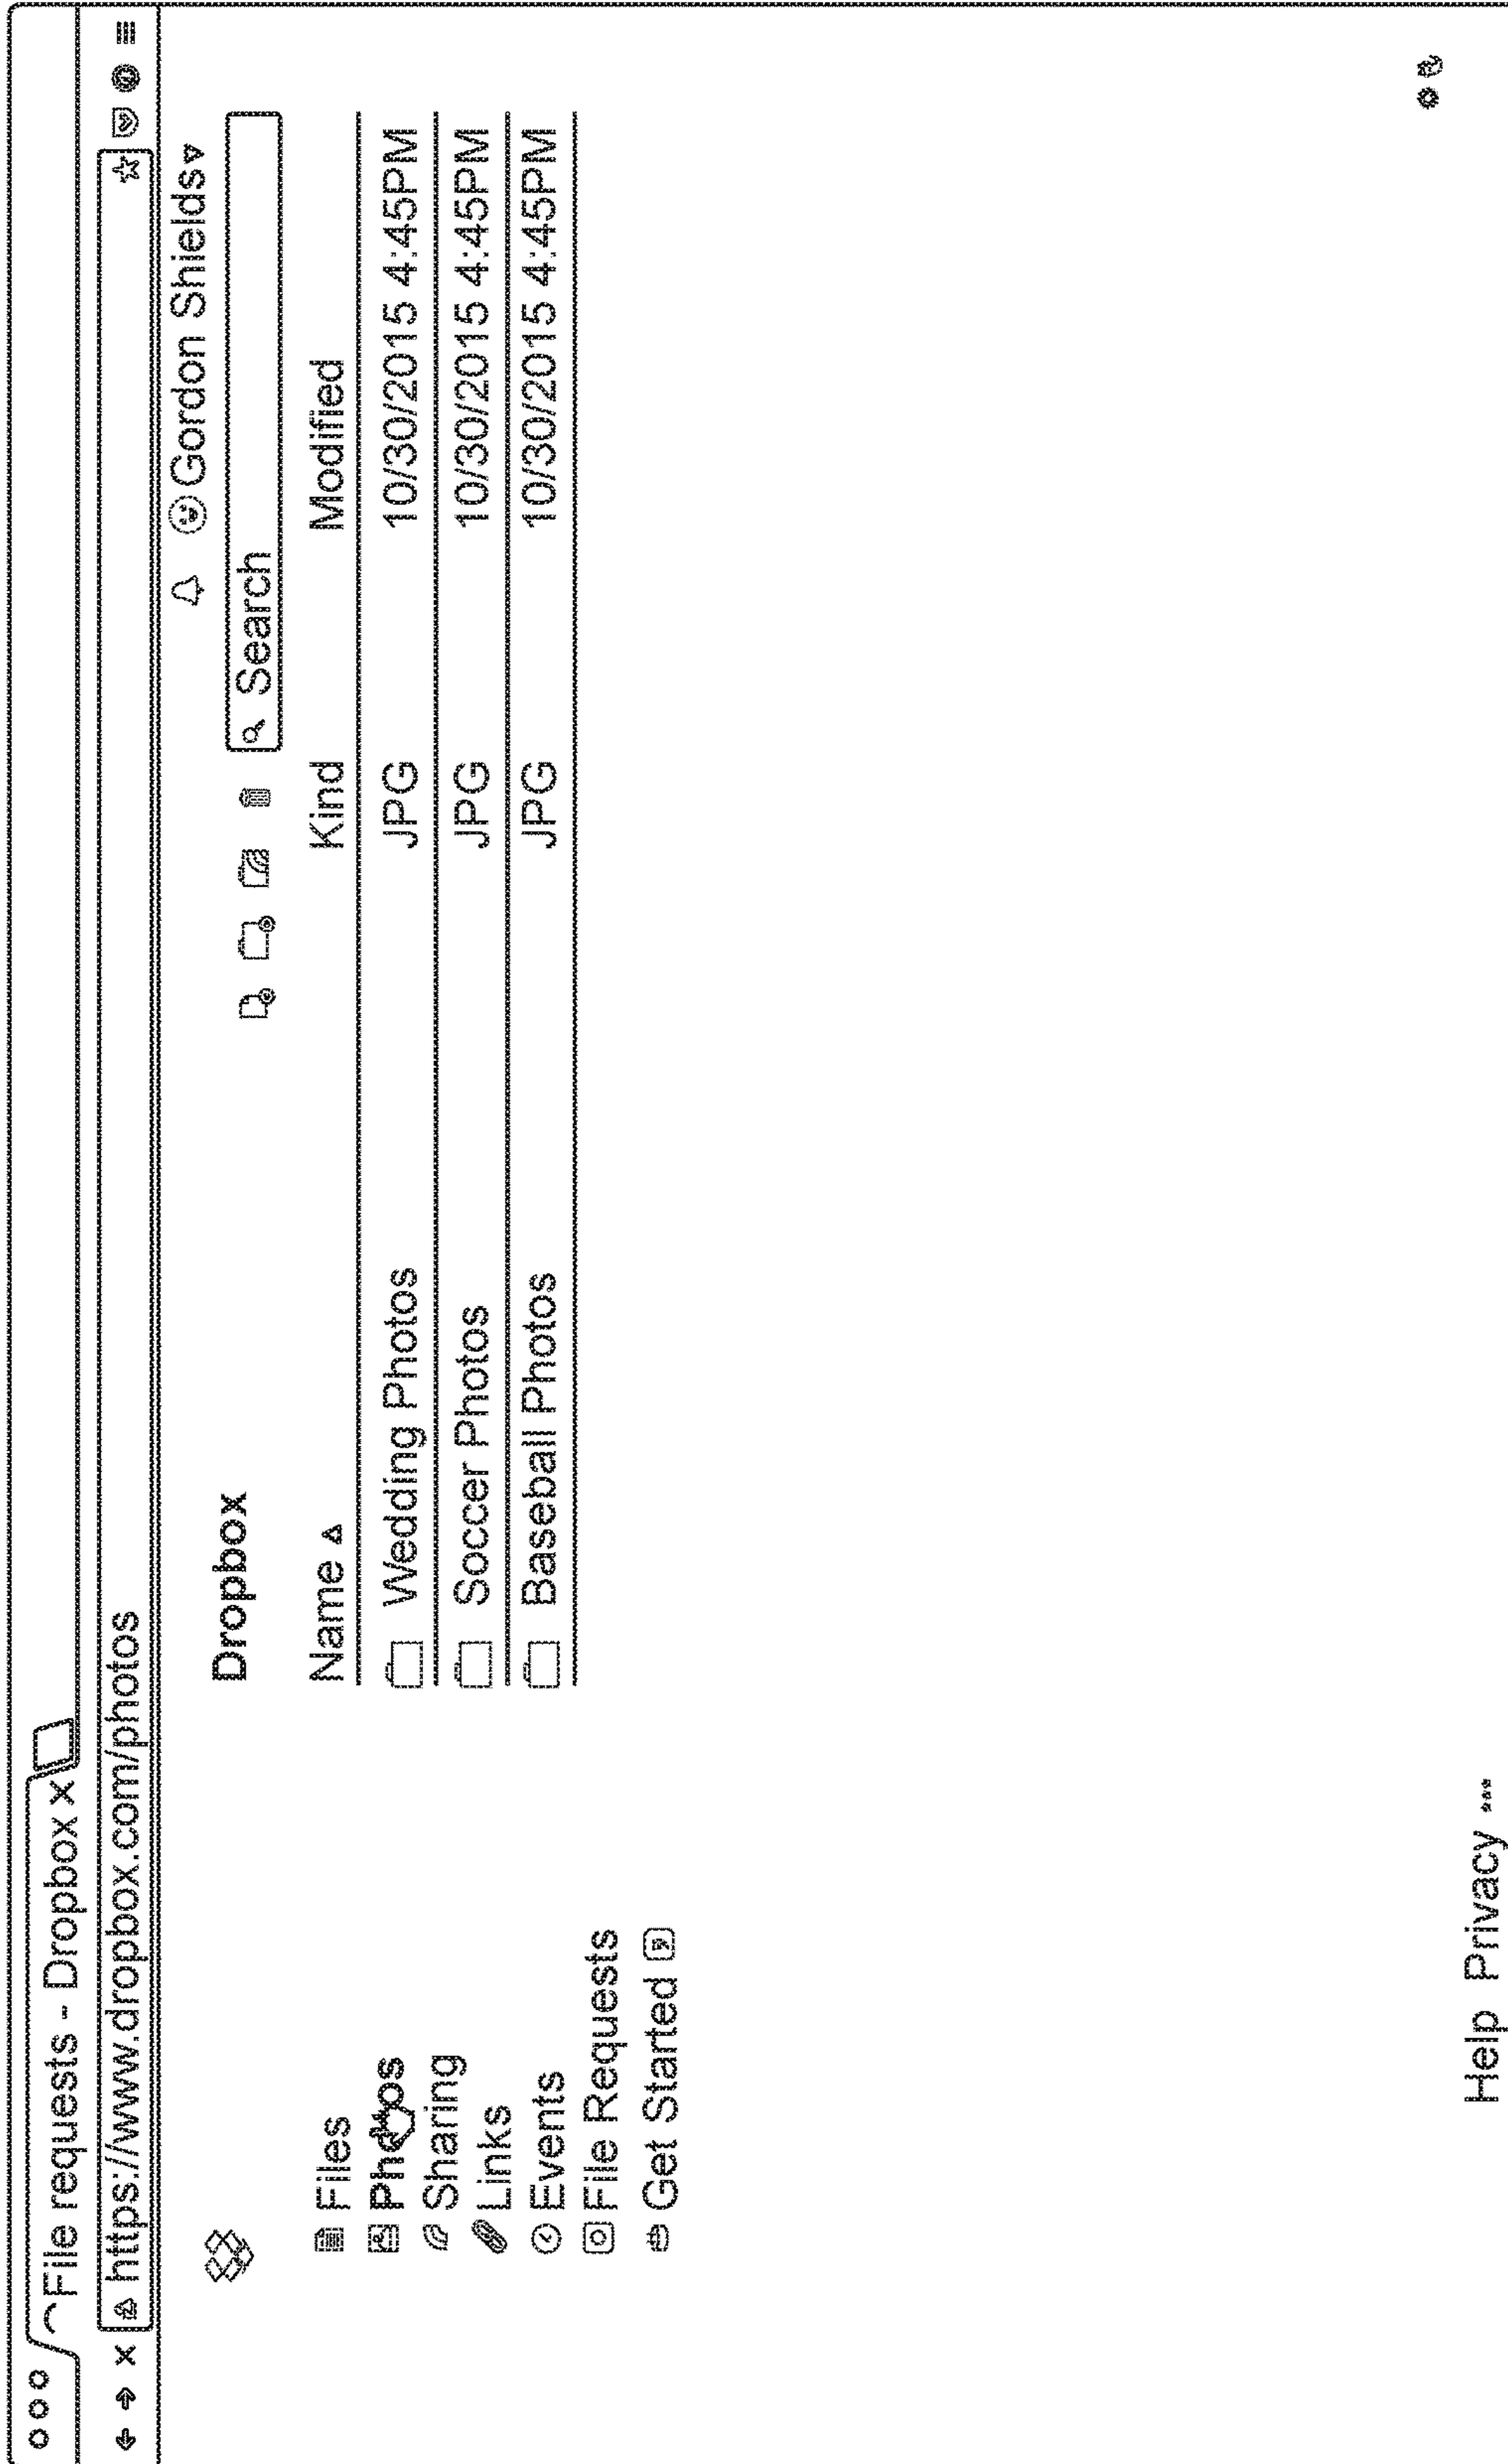 File requests - Dropbox
https://www.dropbox.com/photos
Gordon Shields
Dropbox
Search
Name Kind Modified
Wedding Photos JPG 10/30/2015 4:45PM
Soccer Photos JPG 10/30/2015 4:45PM
Baseball Photos JPG 10/30/2015 4:45PM
Files
Photos
Sharing
Links
Events
File Requests
Get Started
Help Privacy